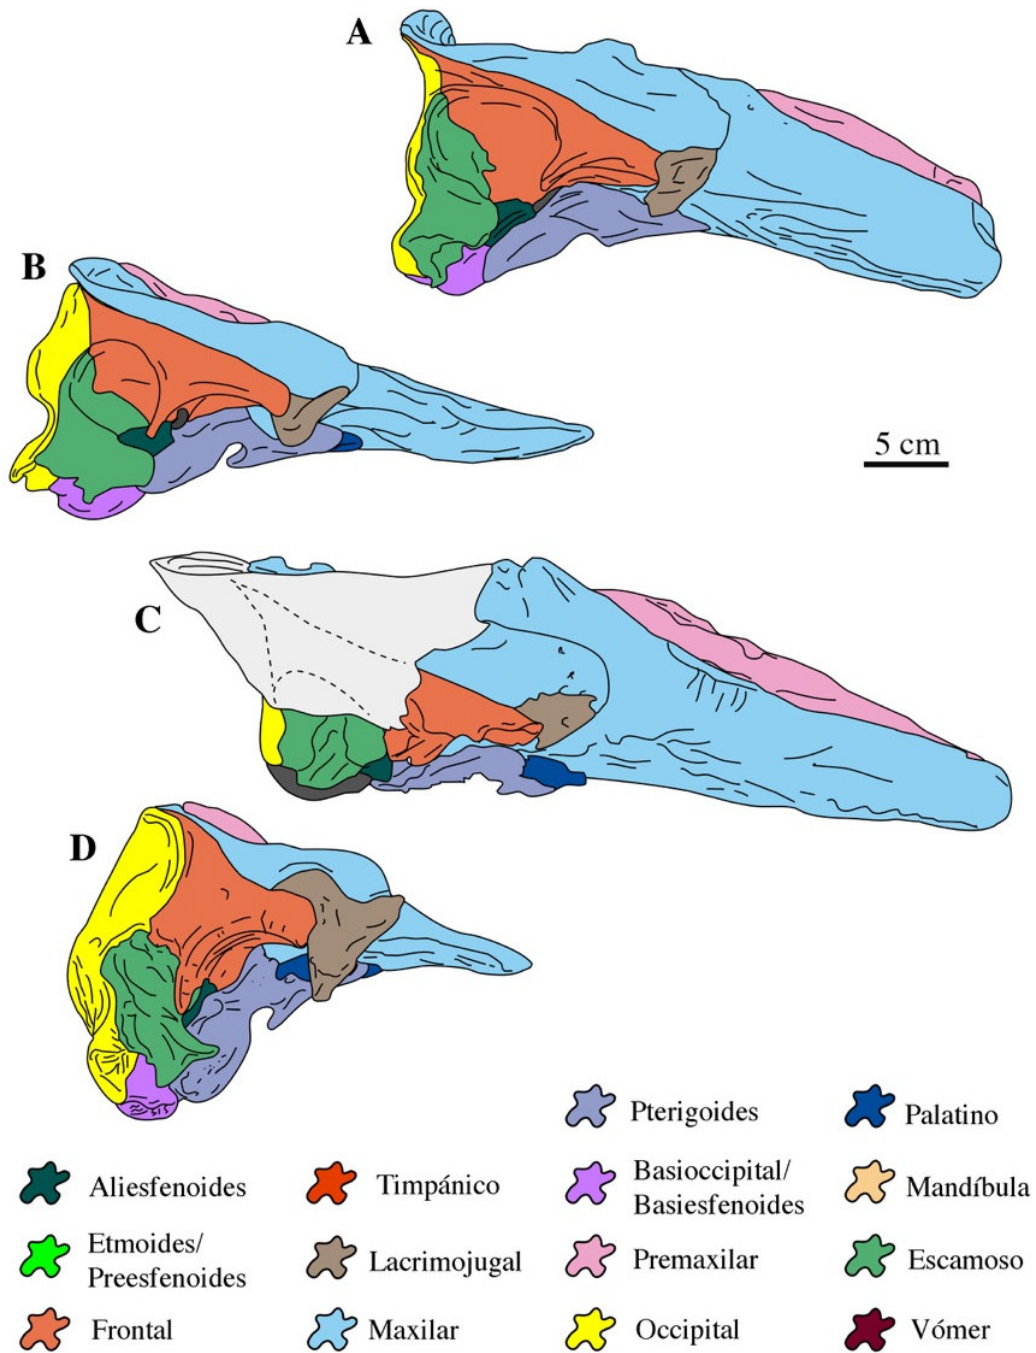 A
B
5 cm
C
D
Pterigoides
Palatino
Aliesfenoides
Timpánico
Basioccipital/
Basiesfenoides
Mandíbula
Etmoides/
Preesfenoides
Lacrimojugal
Premaxilar
Escamoso
Frontal
Maxilar
Occipital
Vómer